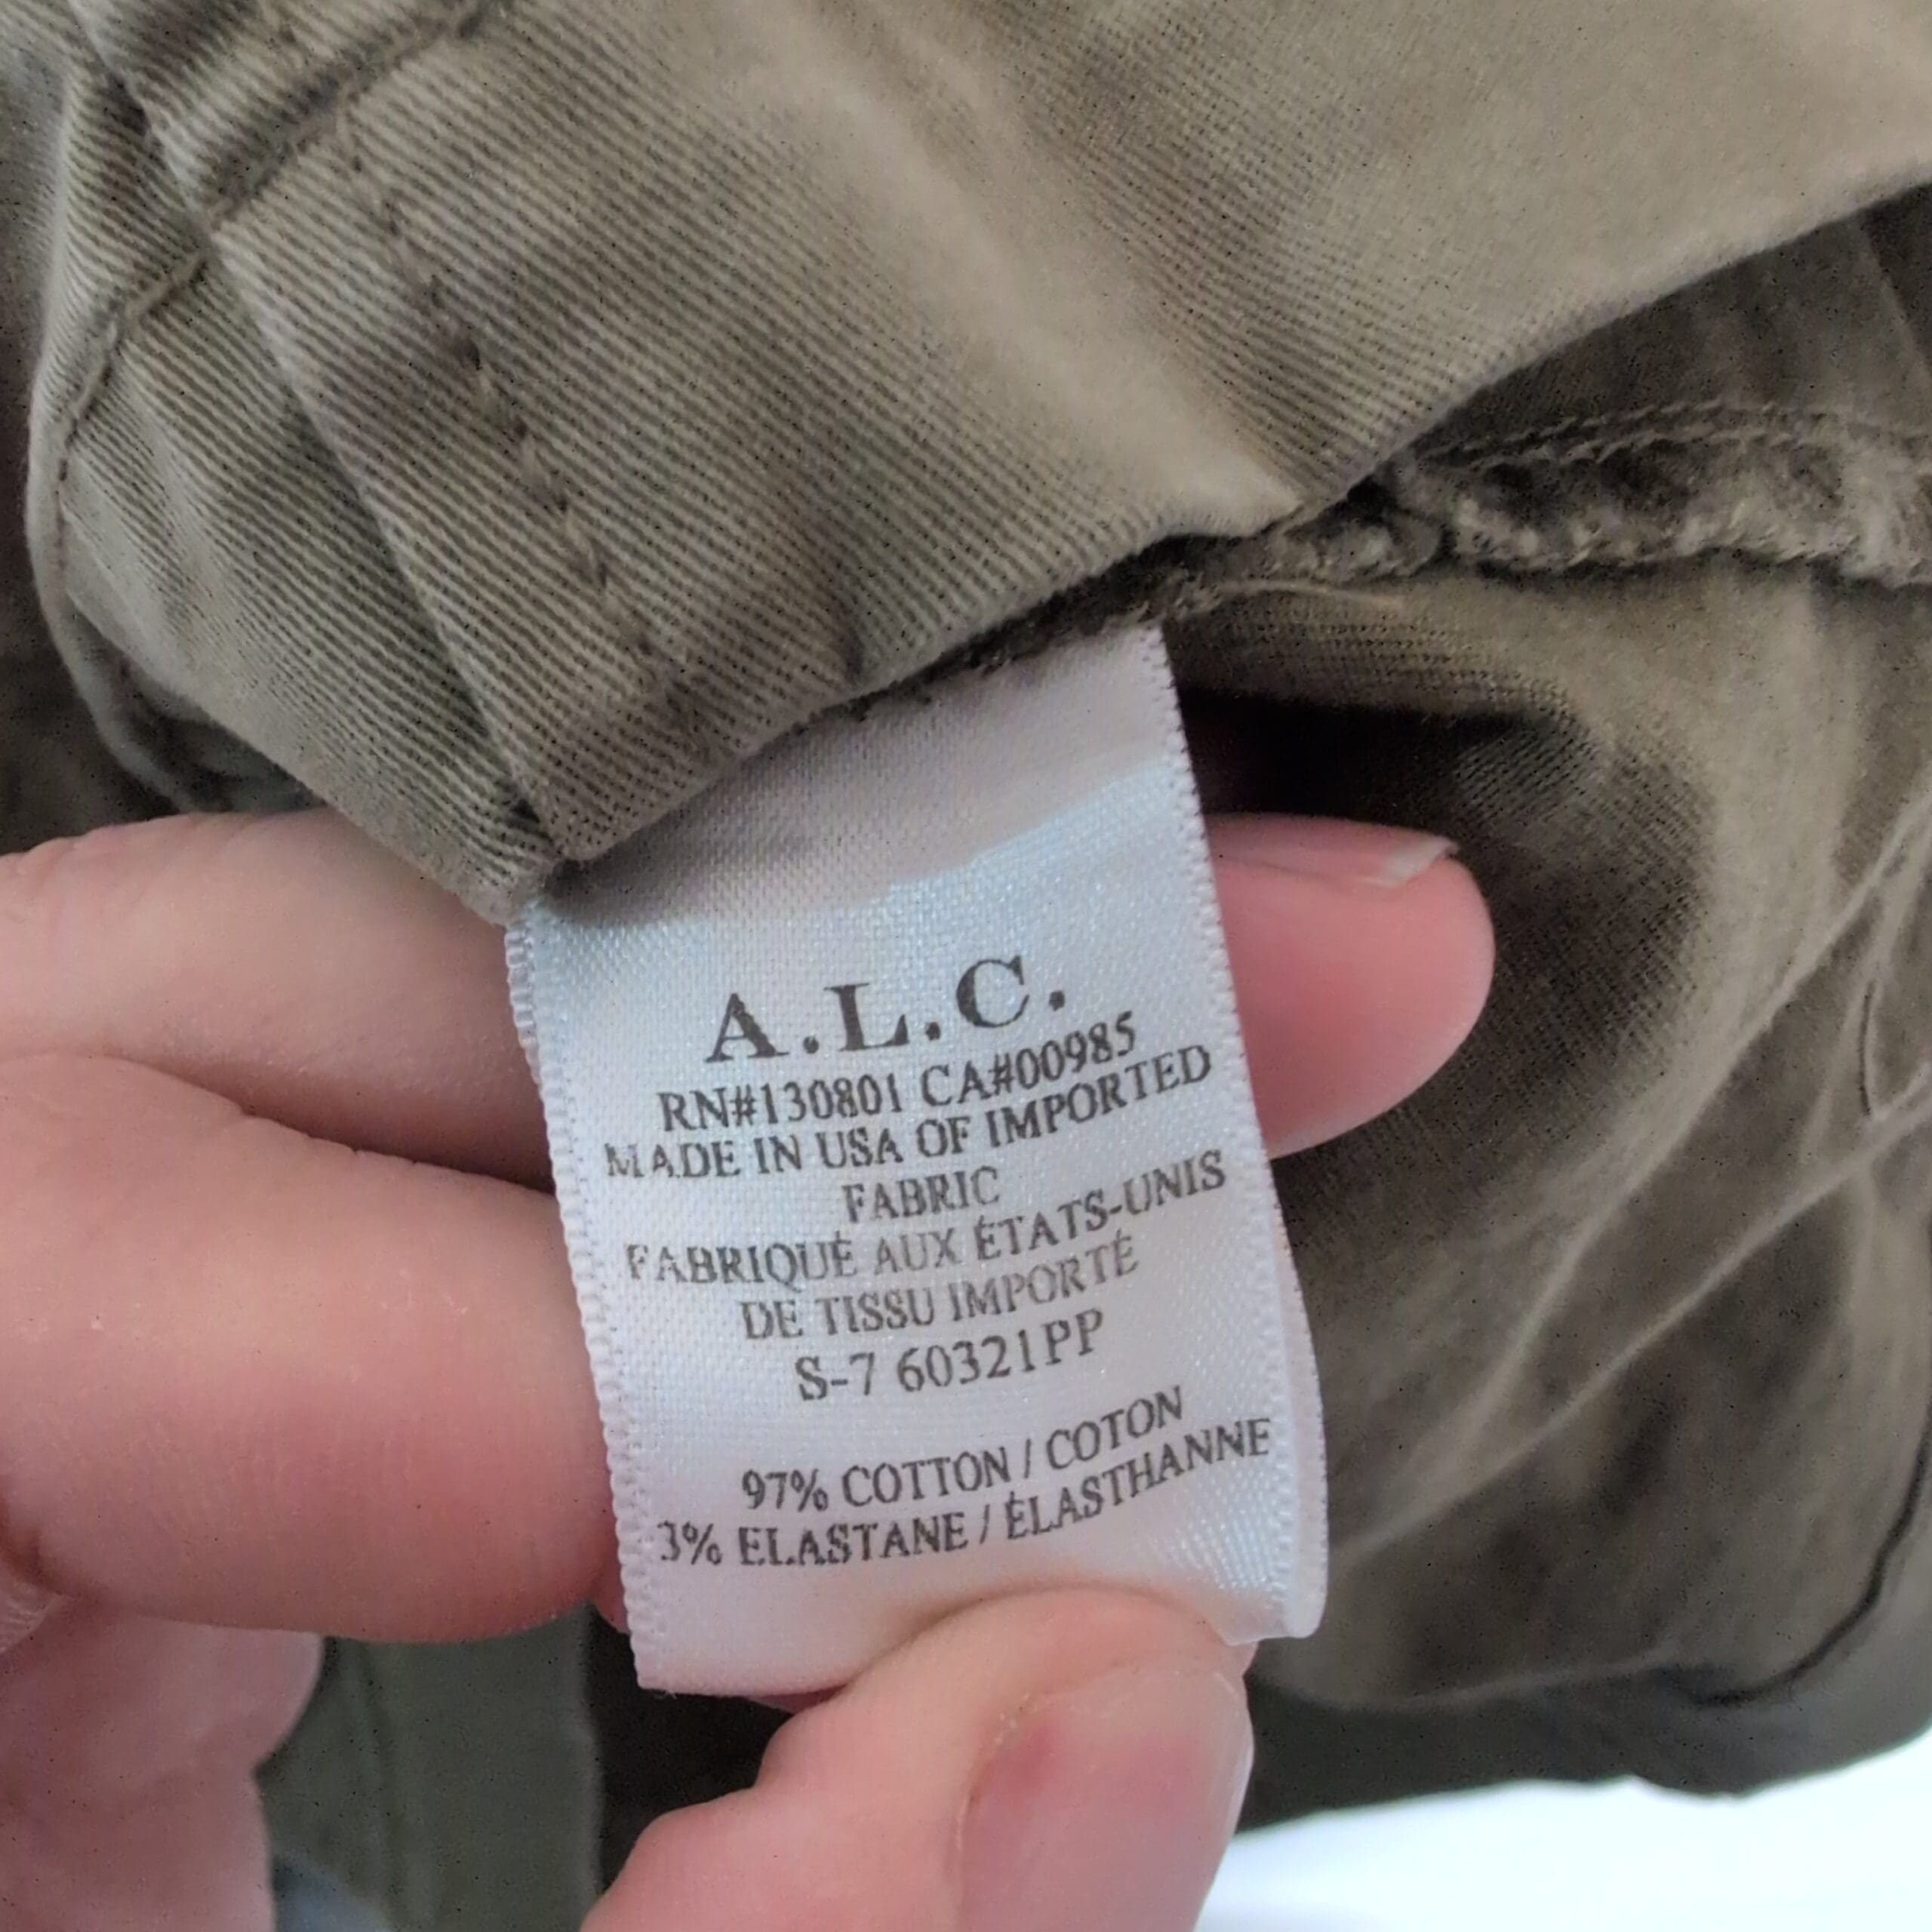 A.L.C.
RN#130801 CA#00985
MADE IN USA OF IMPORTED
FABRIC
FABRIQUÉ AUX ÉTATS-UNIS
DE TISSU IMPORTÉ
S-7 60321PP
97% COTTON / COTON
3% ELASTANE / ÉLASTHANNE